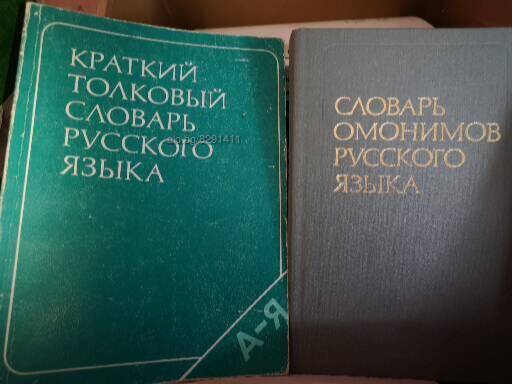 КРАТКИЙ
ТОЛКОВЫЙ
СЛОВАРЬ
РУССКОГО
ЯЗЫКА
А-Я
СЛОВАРЬ
ОМОНИМОВ
РУССКОГО
ЯЗЫКА